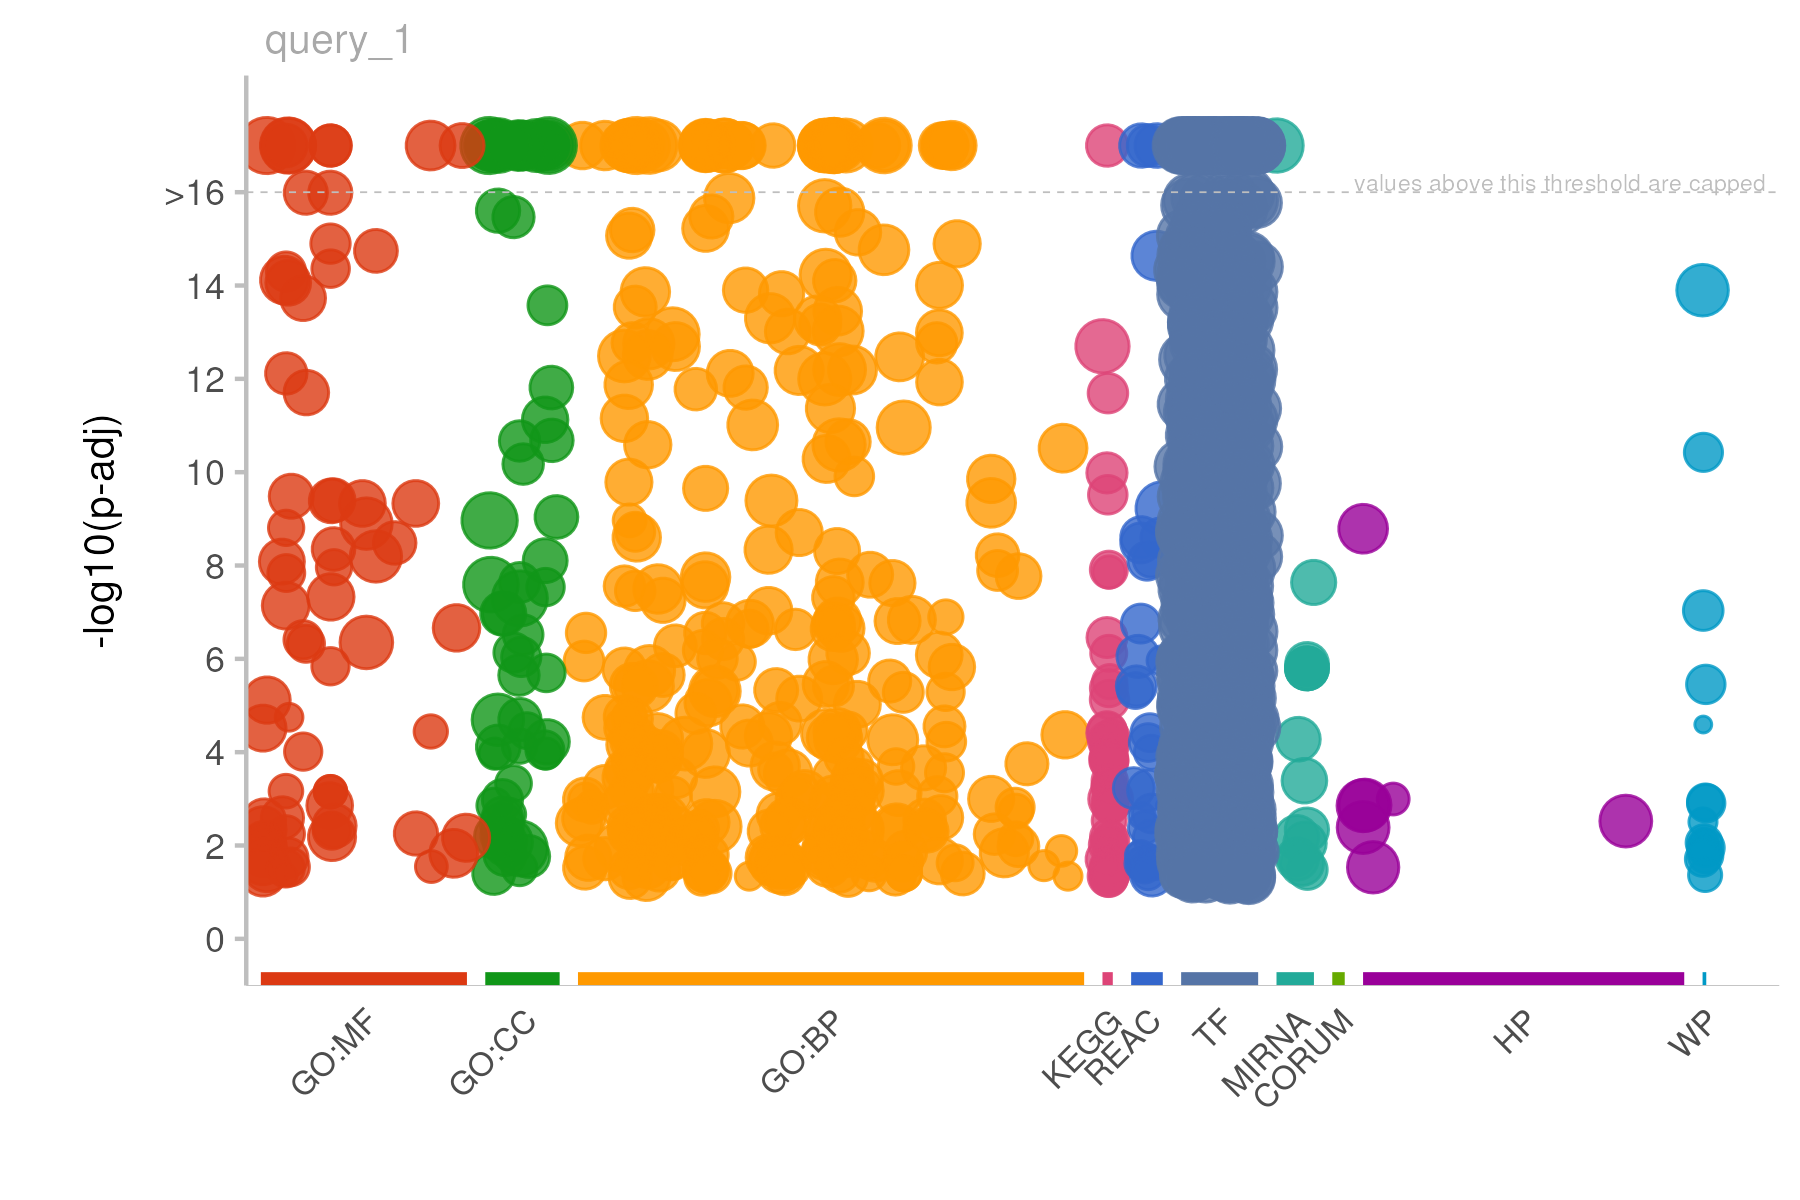 query_1
values above this threshold are capped
>16
14
12
10
8
6
4
2
0
-log10(p-adj)
GO:MF
GO:CC
GO:BP
KEGG
REAC
TF
MIRNA
CORUM
HP
WP